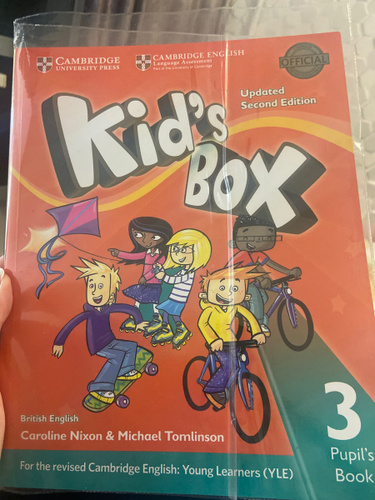 CAMBRIDGE
UNIVERSITY PRESS
CAMBRIDGE ENGLISH
Language Assessment
Part of the University of Cambridge
OFFICIAL
Updated
Second Edition
Kid's
BOX
British English
Caroline Nixon & Michael Tomlinson
3
Pupil's
Book
For the revised Cambridge English: Young Learners (YLE)